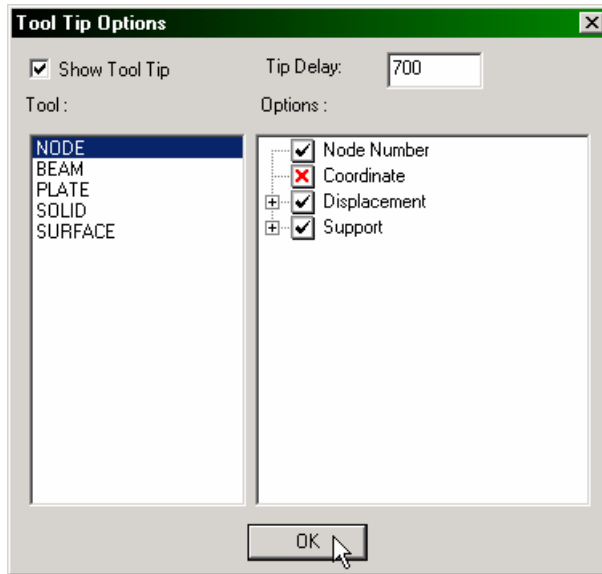 Tool Tip Options
Show Tool Tip
Tip Delay:
700
Tool :
Options :
NODE
BEAM
PLATE
SOLID
SURFACE
Node Number
Coordinate
Displacement
Support
OK